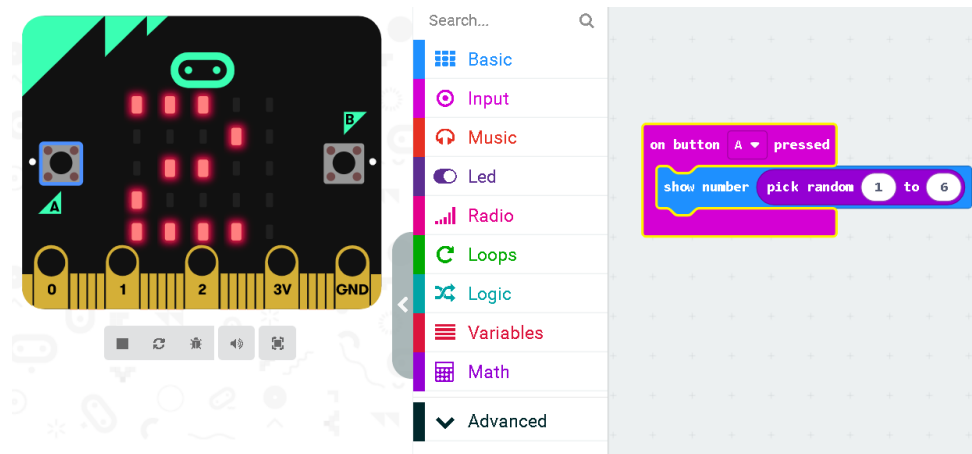 Search...
Basic
Input
Music
Led
Radio
Loops
Logic
Variables
Math
Advanced
B
A
0 1 2 3V GND
on button A pressed
show number pick random 1 to 6